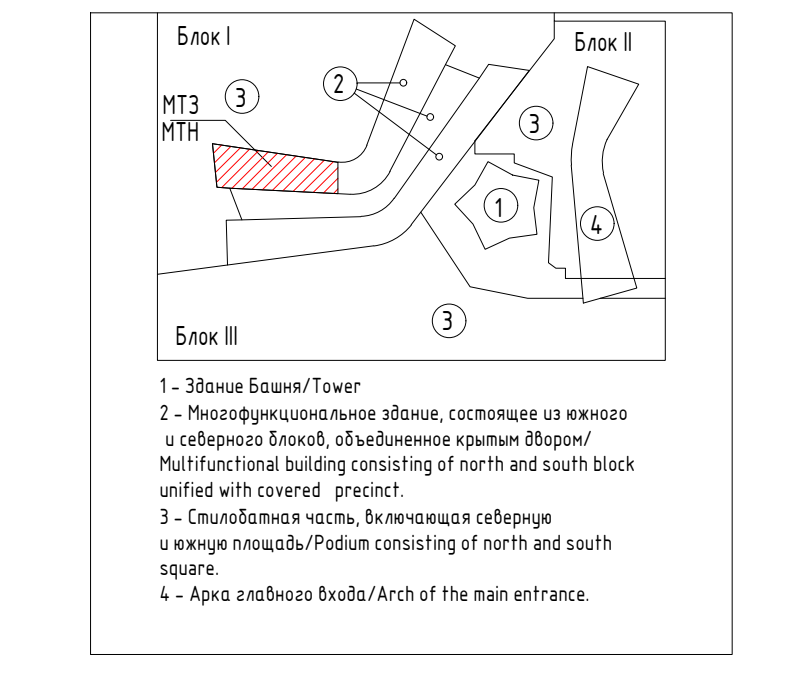 Блок I
Блок II
2
3
МТЗ
МТН
3
1
4
3
Блок III
1 - Здание Башня/Tower
2 - Многофункциональное здание, состоящее из южного
и северного блоков, объединенное крытым двором/
Multifunctional building consisting of north and south block
unified with covered precinct.
3 - Стилобатная часть, включающая северную
и южную площадь/Podium consisting of north and south
square.
4 - Арка главного входа/Arch of the main entrance.